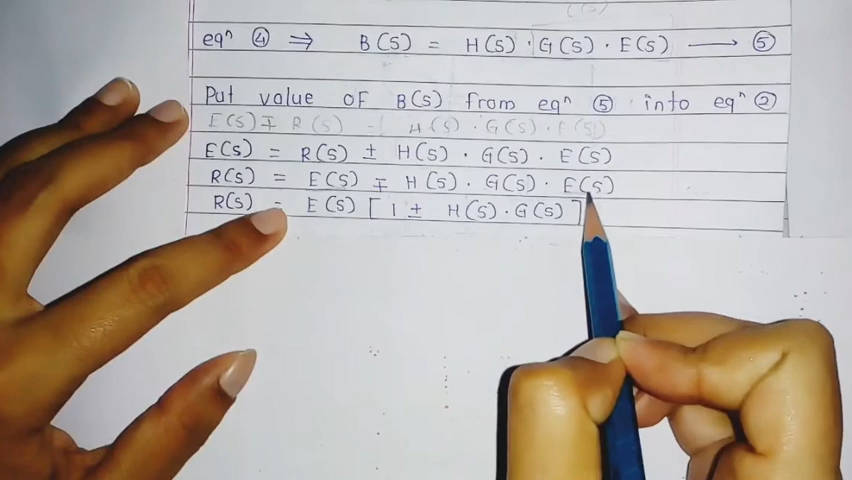 eqⁿ ④ ⇒ B(S) = H(S) · G(S) · E(S) ⟶ ⑤
Put value of B(S) from eqⁿ ⑤ into eqⁿ ②
E(S) ∓ R(S) = H(S) · G(S) · E(S)
E(S) = R(S) ± H(S) · G(S) · E(S)
R(S) = E(S) ∓ H(S) · G(S) · E(S)
R(S) = E(S) [ 1 ± H(S) · G(S) ]